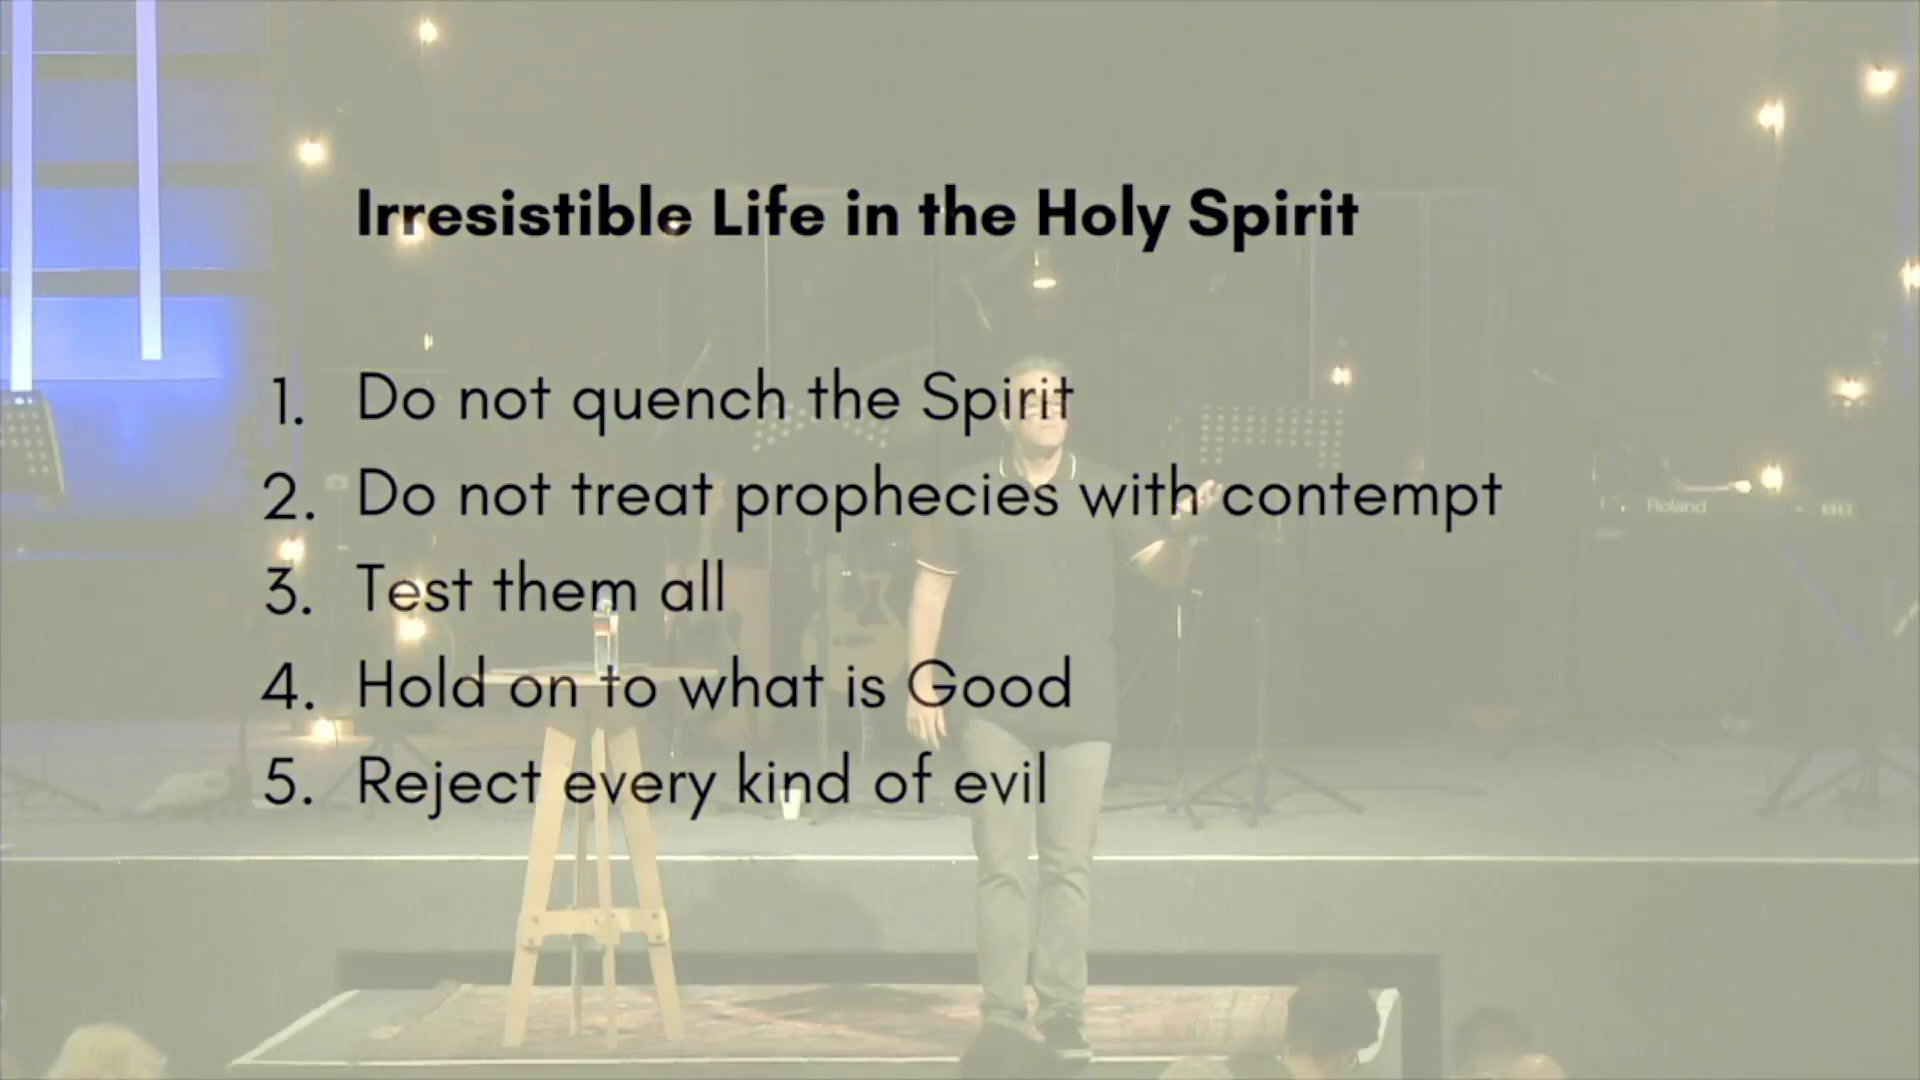 Irresistible Life in the Holy Spirit
1. Do not quench the Spirit
2. Do not treat prophecies with contempt
3. Test them all
4. Hold on to what is Good
5. Reject every kind of evil
Roland